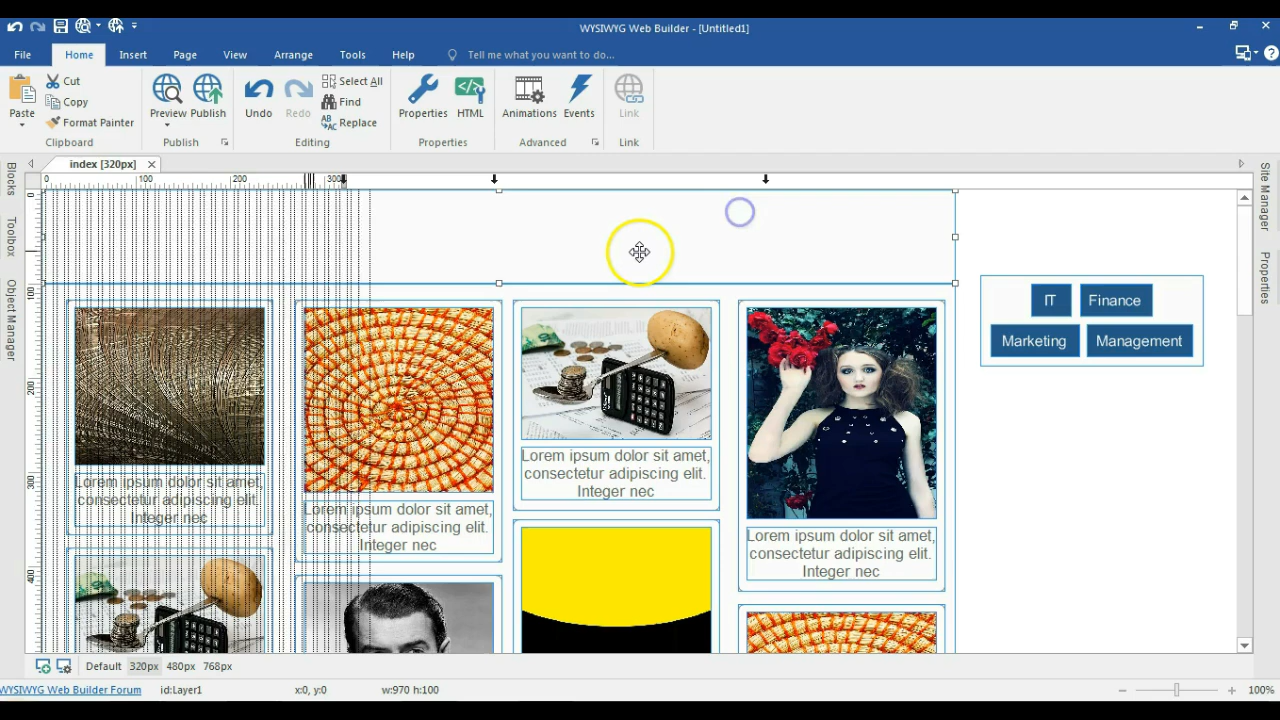 WYSIWYG Web Builder - [Untitled1]
File Home Insert Page View Arrange Tools Help Tell me what you want to do...
Paste
Cut
Copy
Format Painter
Clipboard
Preview Publish
Publish
Undo Redo
Select All
Find
Replace
Editing
Properties HTML
Properties
Animations Events
Advanced
Link
Link
index [320px]
0 100 200 300
Blocks
Toolbox
Object Manager
Site Manager
Properties
0
100
200
300
400
IT Finance
Marketing Management
Lorem ipsum dolor sit amet,
consectetur adipiscing elit.
Integer nec
Lorem ipsum dolor sit amet,
consectetur adipiscing elit.
Integer nec
Lorem ipsum dolor sit amet,
consectetur adipiscing elit.
Integer nec
Lorem ipsum dolor sit amet,
consectetur adipiscing elit.
Integer nec
Default 320px 480px 768px
WYSIWYG Web Builder Forum id:Layer1 x:0, y:0 w:970 h:100 100%